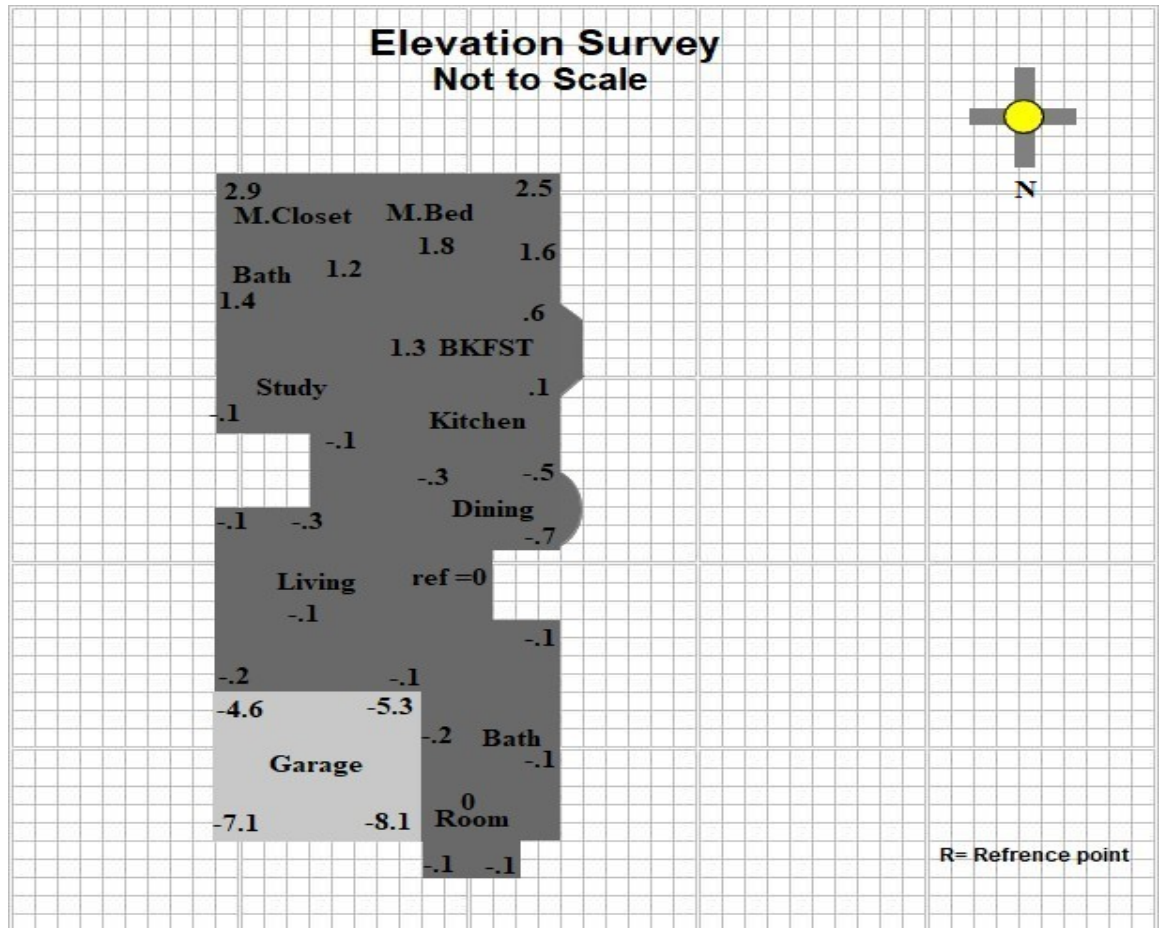 Elevation Survey
Not to Scale
N
2.9 2.5
M.Closet M.Bed
1.8 1.6
Bath 1.2
1.4
.6
1.3 BKFST
Study .1
-.1 Kitchen
-.1
-.3 -.5
Dining
-.1 -.3 -.7
Living ref =0
-.1
-.1
-.2 -.1
-4.6 -5.3
-.2 Bath
Garage -.1
0
Room
-7.1 -8.1
-.1 -.1
R= Refrence point